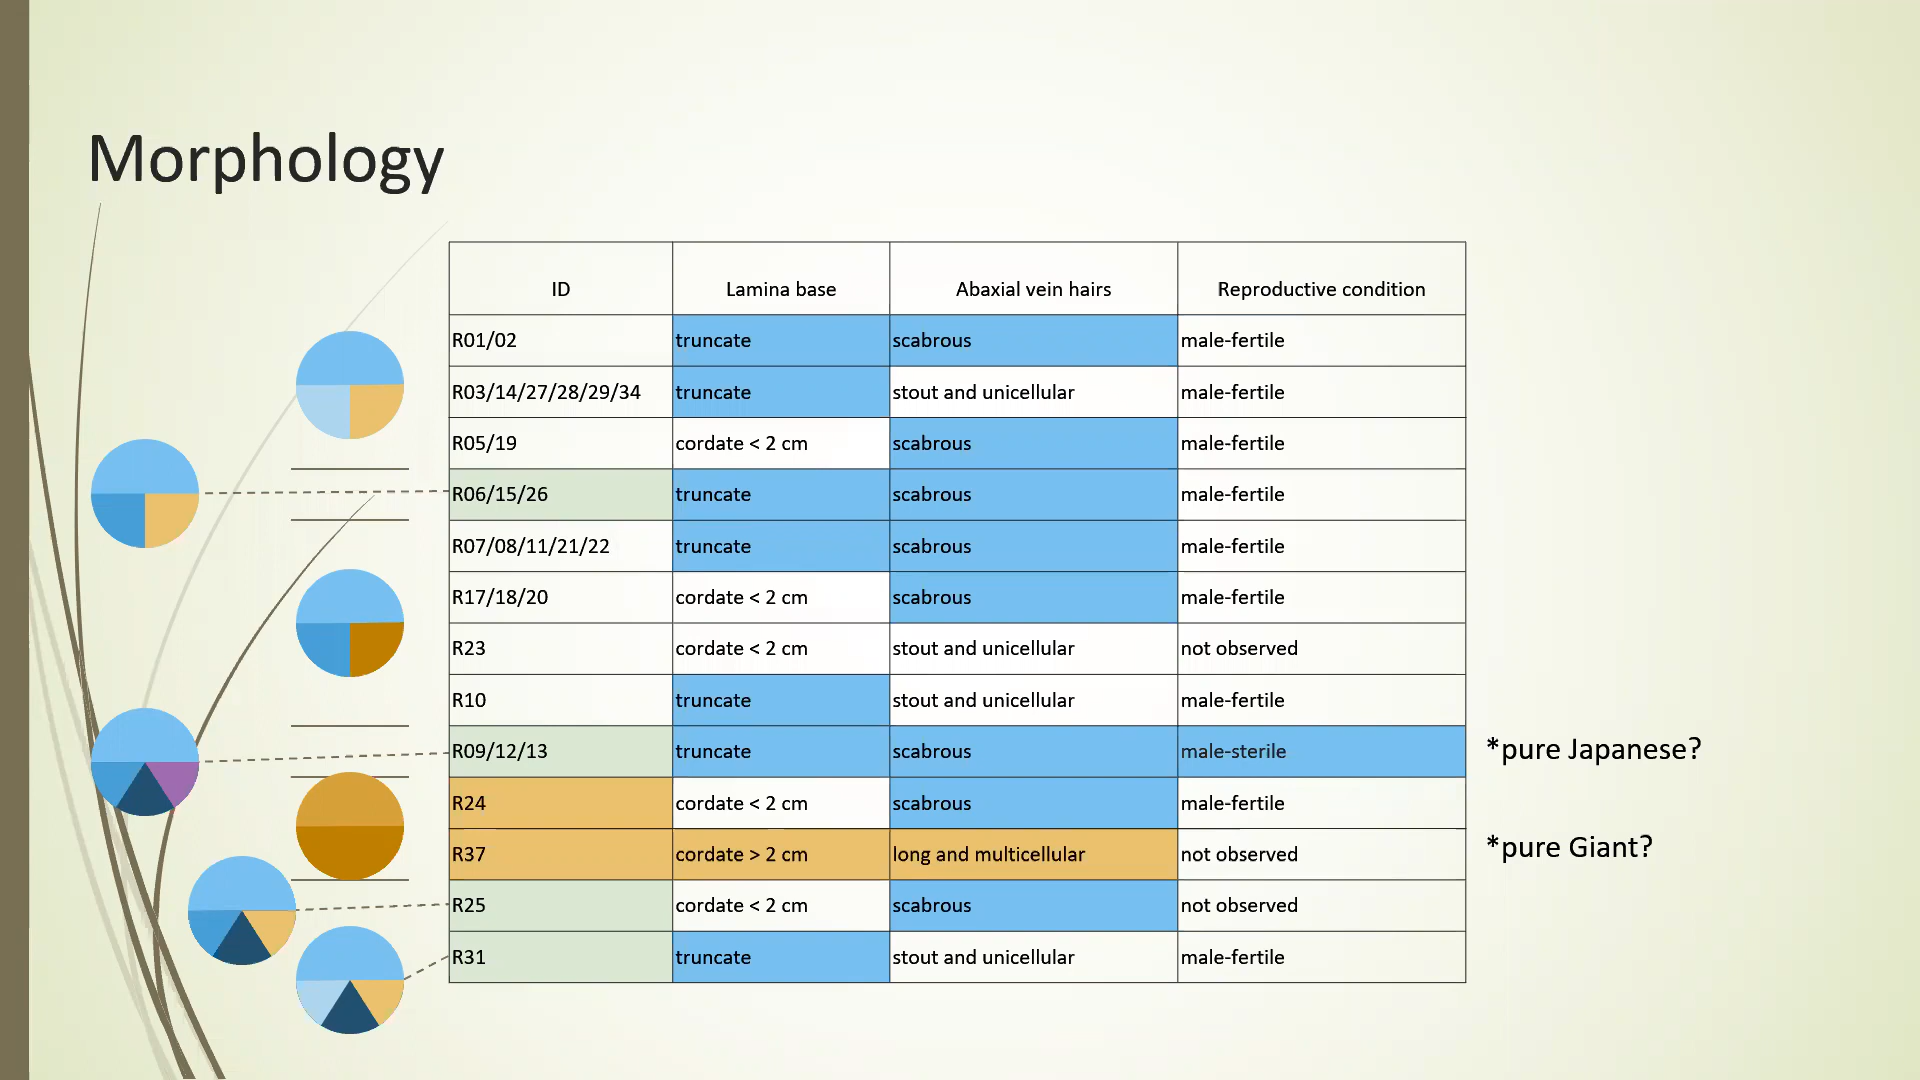 Morphology
ID Lamina base Abaxial vein hairs Reproductive condition
R01/02 truncate scabrous male-fertile
R03/14/27/28/29/34 truncate stout and unicellular male-fertile
R05/19 cordate < 2 cm scabrous male-fertile
R06/15/26 truncate scabrous male-fertile
R07/08/11/21/22 truncate scabrous male-fertile
R17/18/20 cordate < 2 cm scabrous male-fertile
R23 cordate < 2 cm stout and unicellular not observed
R10 truncate stout and unicellular male-fertile
R09/12/13 truncate scabrous male-sterile *pure Japanese?
R24 cordate < 2 cm scabrous male-fertile
R37 cordate > 2 cm long and multicellular not observed *pure Giant?
R25 cordate < 2 cm scabrous not observed
R31 truncate stout and unicellular male-fertile